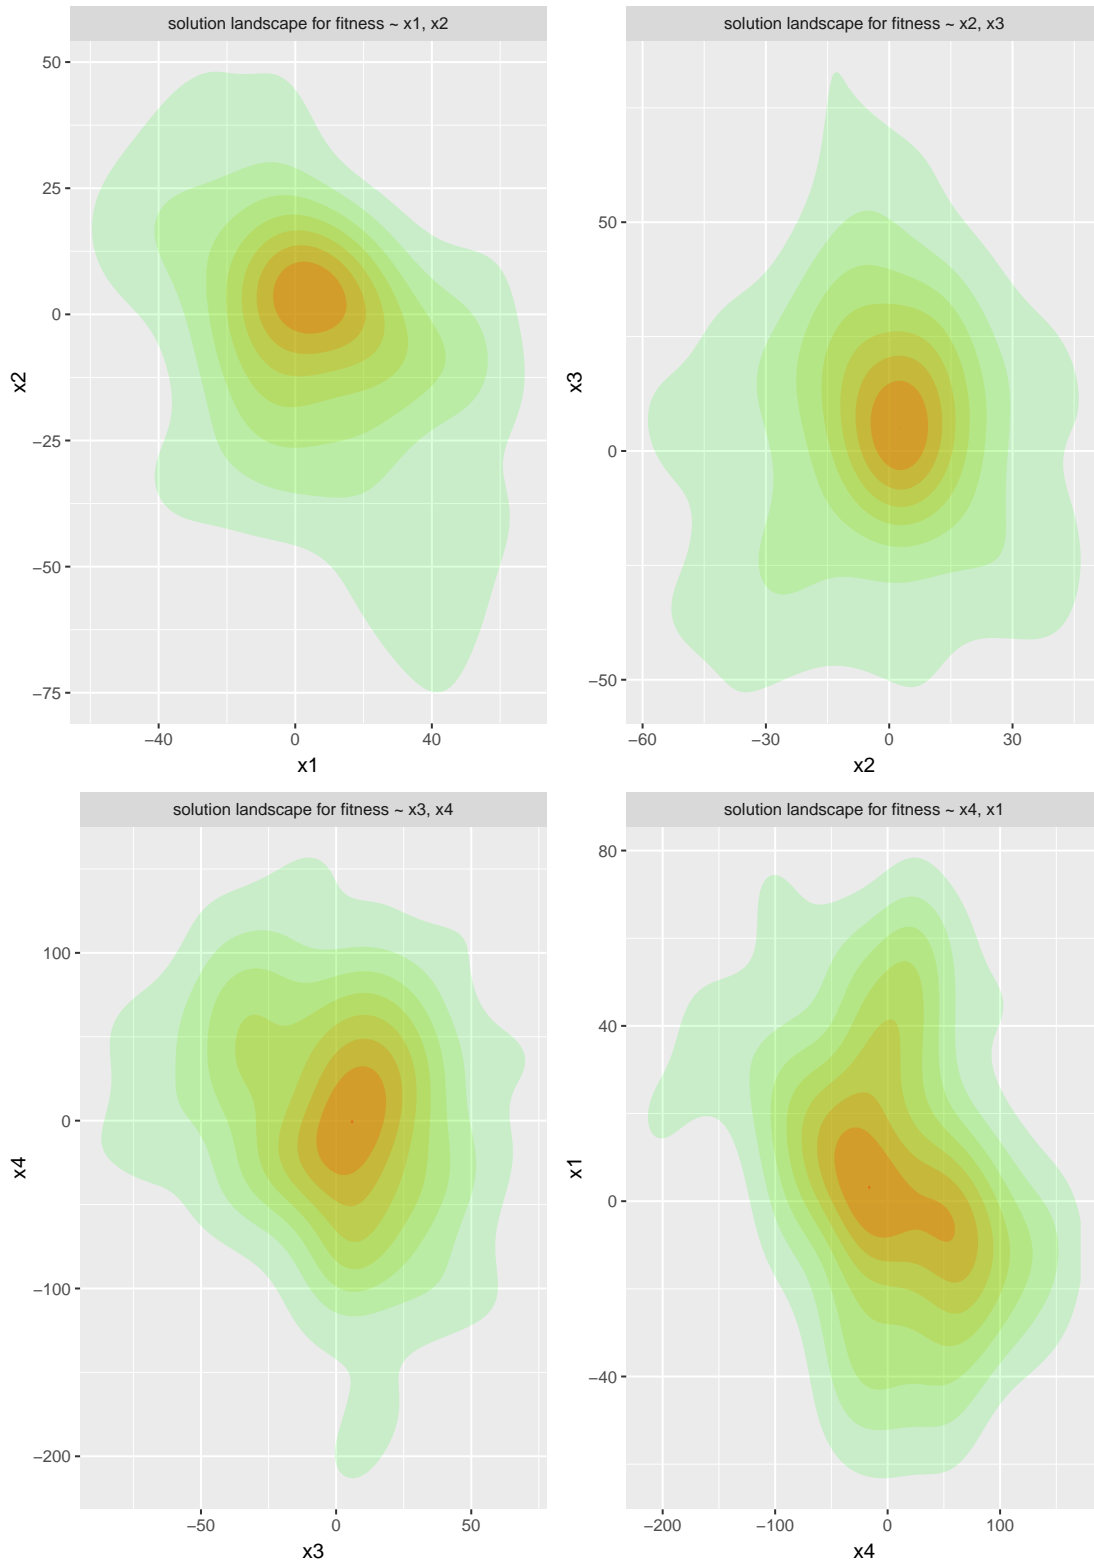 solution landscape for fitness ~ x1, x2
50
25
0
−25
−50
−75
x2
−40 0 40
x1
solution landscape for fitness ~ x2, x3
50
0
−50
x3
−60 −30 0 30
x2
solution landscape for fitness ~ x3, x4
100
0
−100
−200
x4
−50 0 50
x3
solution landscape for fitness ~ x4, x1
80
40
0
−40
x1
−200 −100 0 100
x4